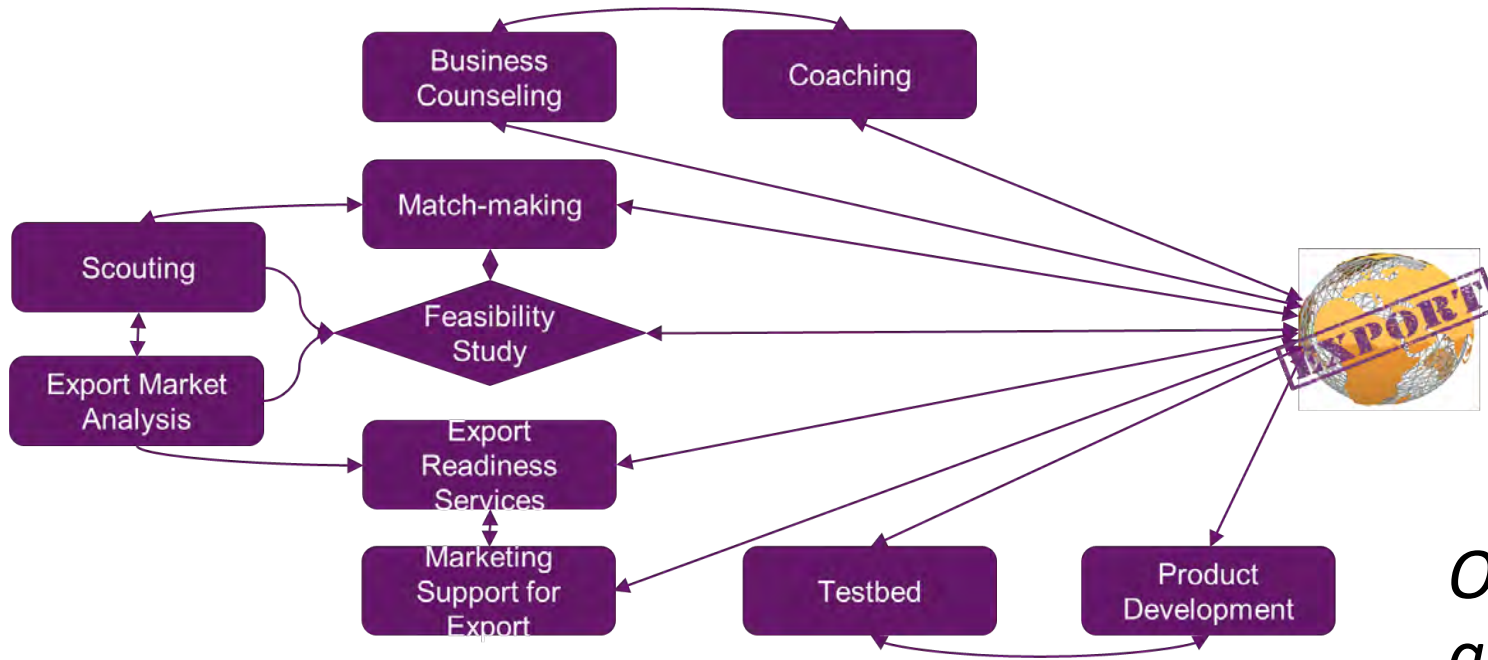 Business
Counseling
Coaching
Match-making
Scouting
Feasibility
Study
EXPORT
Export Market
Analysis
Export
Readiness
Services
Marketing
Support for
Export
Testbed
Product
Development